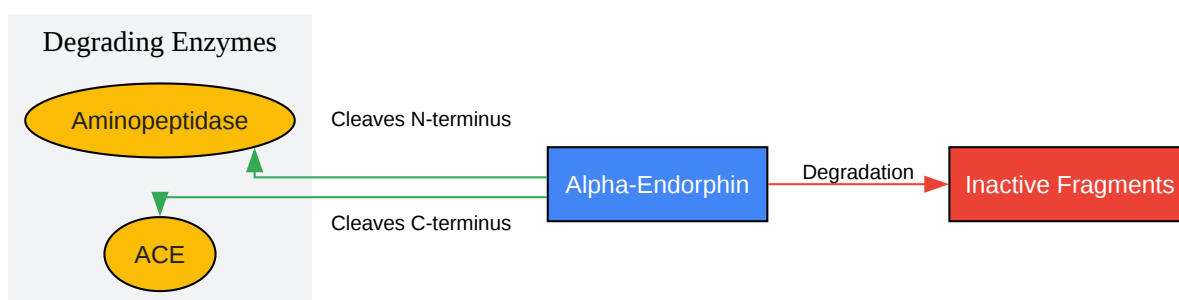 Degrading Enzymes
Aminopeptidase
Cleaves N-terminus
Alpha-Endorphin
Degradation
Inactive Fragments
Cleaves C-terminus
ACE